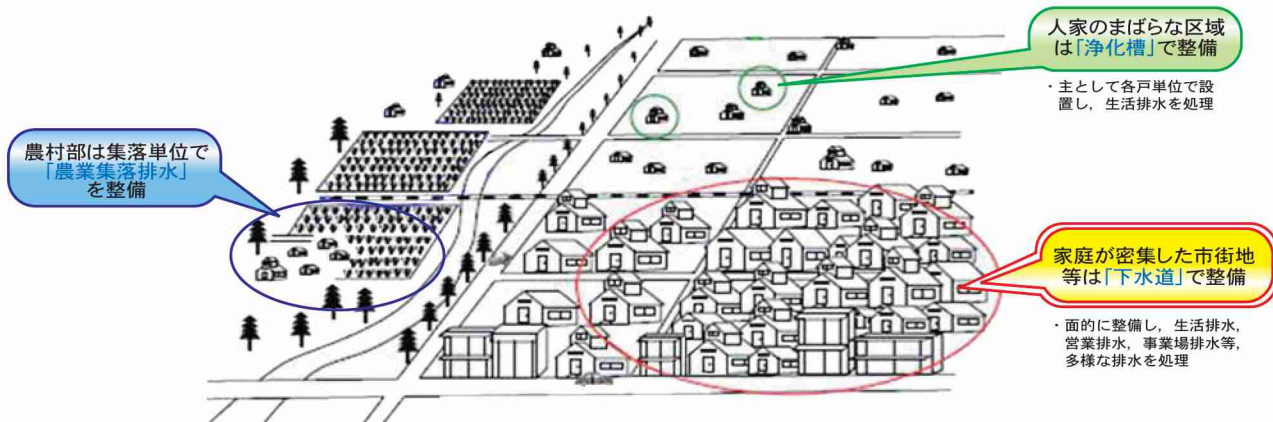 人家のまばらな区域
は「浄化槽」で整備
・主として各戸単位で設
置し，生活排水を処理
農村部は集落単位で
「農業集落排水」
を整備
家庭が密集した市街地
等は「下水道」で整備
・面的に整備し，生活排水，
営業排水，事業場排水等，
多様な排水を処理